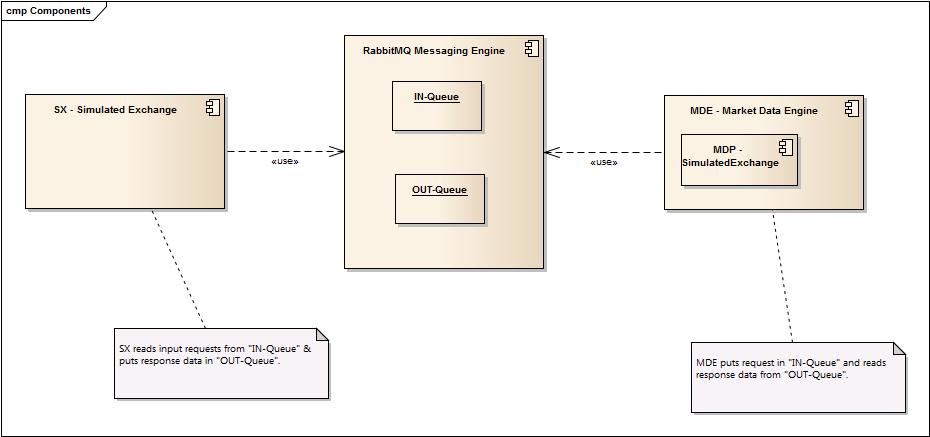 cmp Components
RabbitMQ Messaging Engine
IN-Queue
OUT-Queue
SX - Simulated Exchange
«use»
MDE - Market Data Engine
MDP -
SimulatedExchange
«use»
SX reads input requests from "IN-Queue" &
puts response data in "OUT-Queue".
MDE puts request in "IN-Queue" and reads
response data from "OUT-Queue".